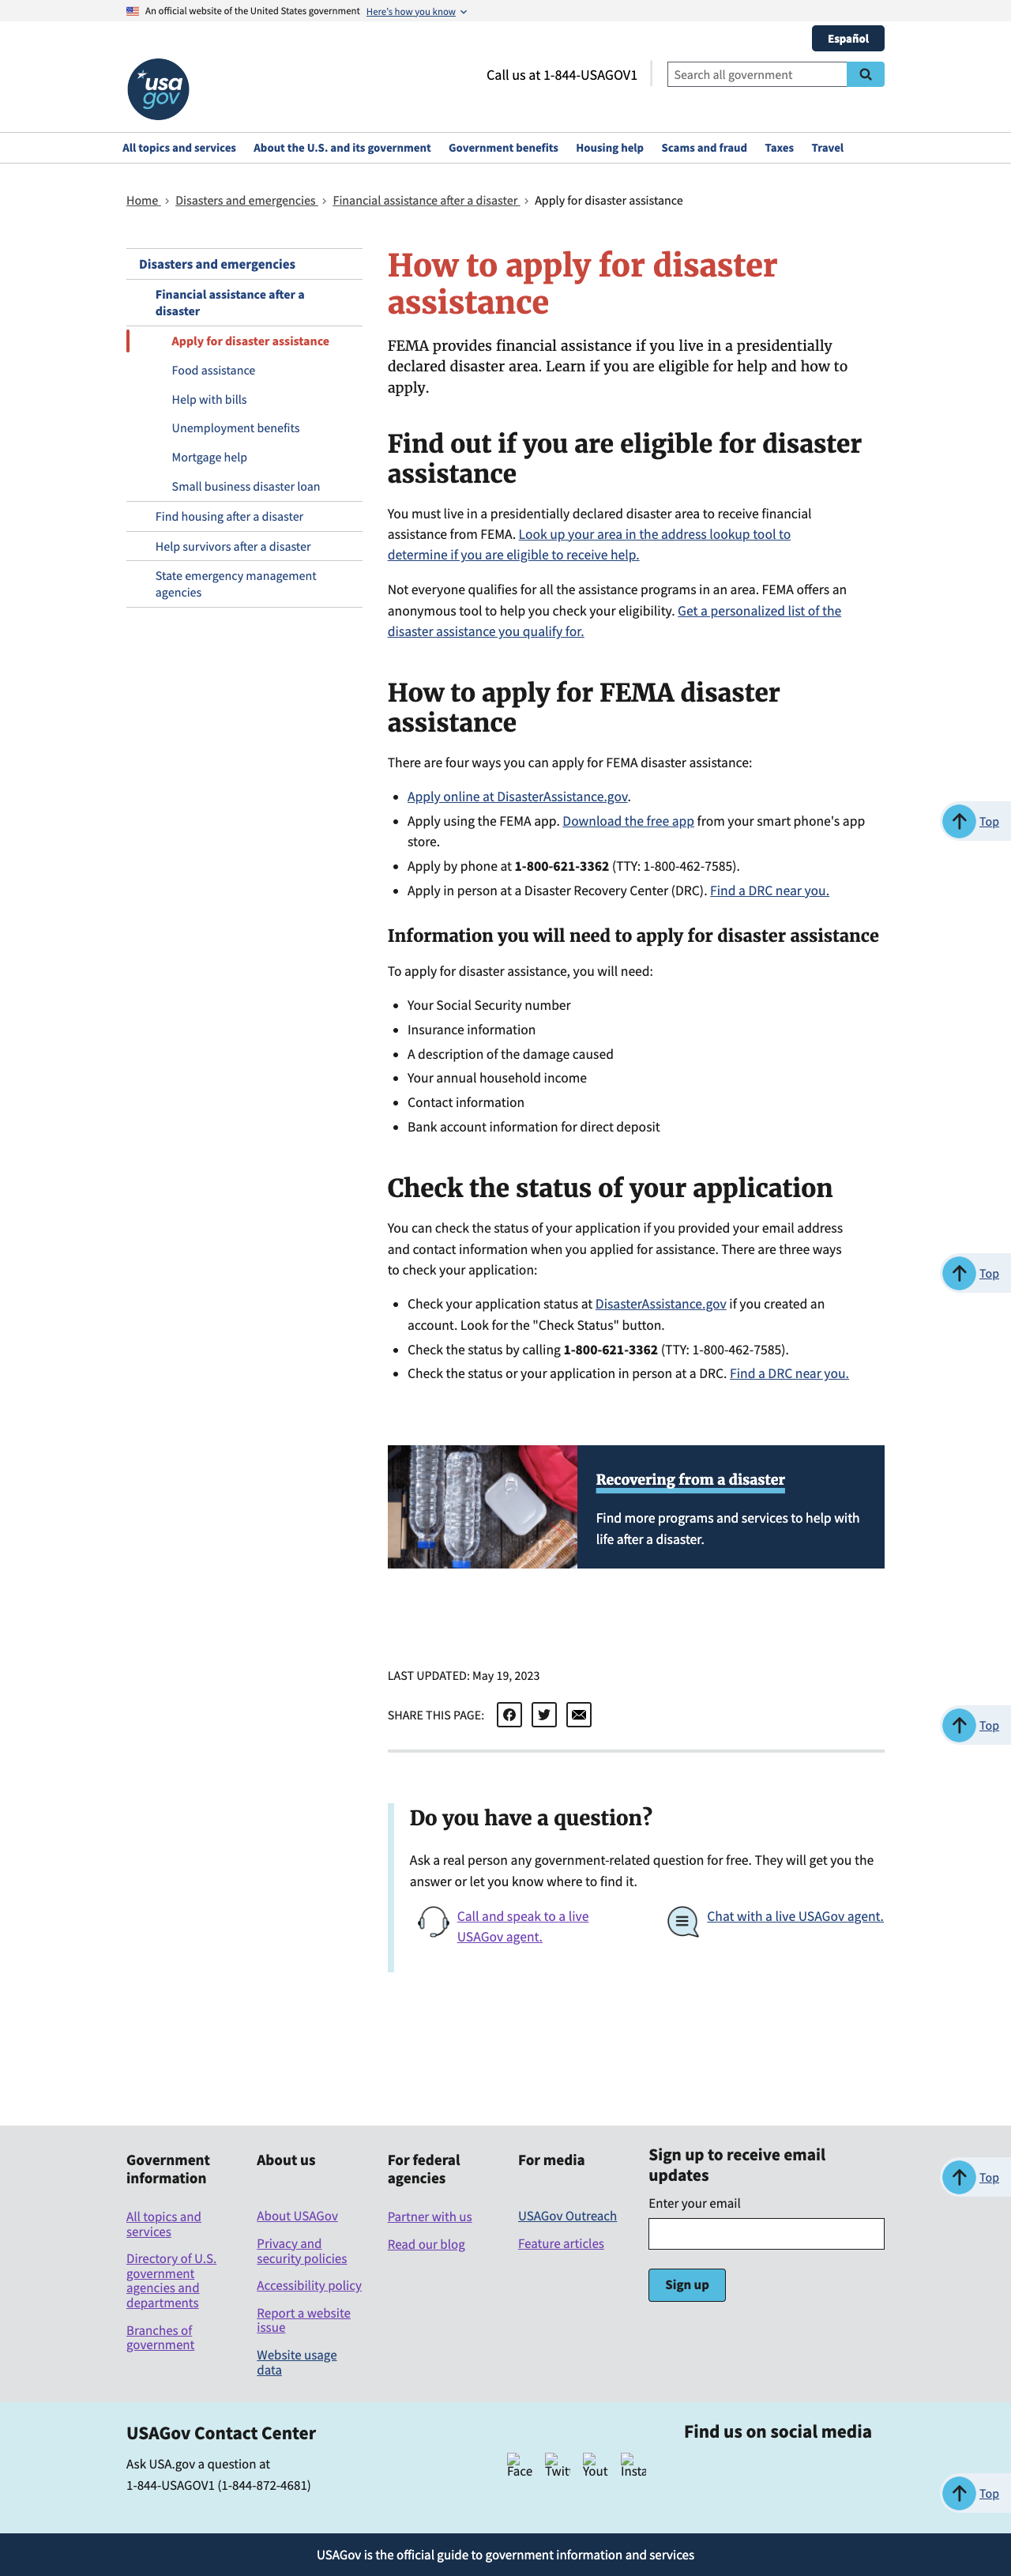 An official website of the United States government Here's how you know
Español
usa
gov
Call us at 1-844-USAGOV1
Search all government
All topics and services About the U.S. and its government Government benefits Housing help Scams and fraud Taxes Travel
Home Disasters and emergencies Financial assistance after a disaster Apply for disaster assistance
Disasters and emergencies
Financial assistance after a
disaster
Apply for disaster assistance
Food assistance
Help with bills
Unemployment benefits
Mortgage help
Small business disaster loan
Find housing after a disaster
Help survivors after a disaster
State emergency management
agencies
How to apply for disaster
assistance
FEMA provides financial assistance if you live in a presidentially
declared disaster area. Learn if you are eligible for help and how to
apply.
Find out if you are eligible for disaster
assistance
You must live in a presidentially declared disaster area to receive financial
assistance from FEMA. Look up your area in the address lookup tool to
determine if you are eligible to receive help.
Not everyone qualifies for all the assistance programs in an area. FEMA offers an
anonymous tool to help you check your eligibility. Get a personalized list of the
disaster assistance you qualify for.
How to apply for FEMA disaster
assistance
There are four ways you can apply for FEMA disaster assistance:
• Apply online at DisasterAssistance.gov.
• Apply using the FEMA app. Download the free app from your smart phone's app
store.
• Apply by phone at 1-800-621-3362 (TTY: 1-800-462-7585).
• Apply in person at a Disaster Recovery Center (DRC). Find a DRC near you.
Top
Information you will need to apply for disaster assistance
To apply for disaster assistance, you will need:
• Your Social Security number
• Insurance information
• A description of the damage caused
• Your annual household income
• Contact information
• Bank account information for direct deposit
Check the status of your application
You can check the status of your application if you provided your email address
and contact information when you applied for assistance. There are three ways
to check your application:
Top
• Check your application status at DisasterAssistance.gov if you created an
account. Look for the "Check Status" button.
• Check the status by calling 1-800-621-3362 (TTY: 1-800-462-7585).
• Check the status or your application in person at a DRC. Find a DRC near you.
Recovering from a disaster
Find more programs and services to help with
life after a disaster.
LAST UPDATED: May 19, 2023
SHARE THIS PAGE:
Top
Do you have a question?
Ask a real person any government-related question for free. They will get you the
answer or let you know where to find it.
Call and speak to a live
USAGov agent.
Chat with a live USAGov agent.
Government
information
All topics and
services
Directory of U.S.
government
agencies and
departments
Branches of
government
About us
About USAGov
Privacy and
security policies
Accessibility policy
Report a website
issue
Website usage
data
For federal
agencies
Partner with us
Read our blog
For media
USAGov Outreach
Feature articles
Sign up to receive email
updates
Enter your email
Sign up
Top
USAGov Contact Center
Ask USA.gov a question at
1-844-USAGOV1 (1-844-872-4681)
Find us on social media
Face Twit Yout Insta
Top
USAGov is the official guide to government information and services